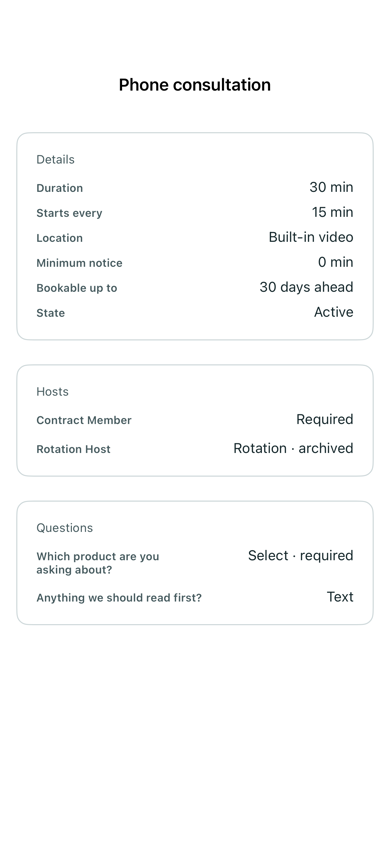 Phone consultation
Details
Duration 30 min
Starts every 15 min
Location Built-in video
Minimum notice 0 min
Bookable up to 30 days ahead
State Active
Hosts
Contract Member Required
Rotation Host Rotation · archived
Questions
Which product are you Select · required
asking about?
Anything we should read first? Text